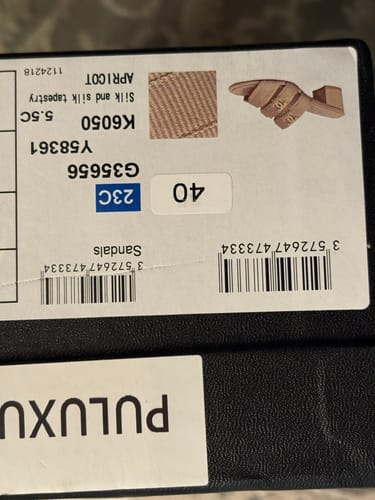 PULUXU
3 572647 473334
3 572647 473334
Sandals
40
23C
G35656
Y58361
K6050
5.5C
Silk and silk tapestry
APRICOT
1124218